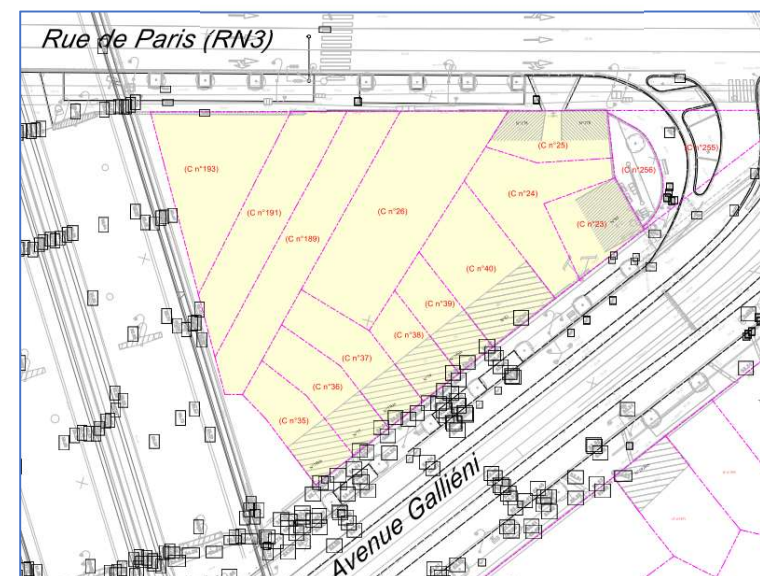 Rue de Paris (RN3)
(C n°25)
(C n°255)
(C n°193)
(C n°256)
(C n°24)
(C n°191)
(C n°26)
(C n°23)
(C n°189)
(C n°40)
(C n°39)
(C n°38)
(C n°37)
(C n°36)
(C n°35)
Avenue Galliéni